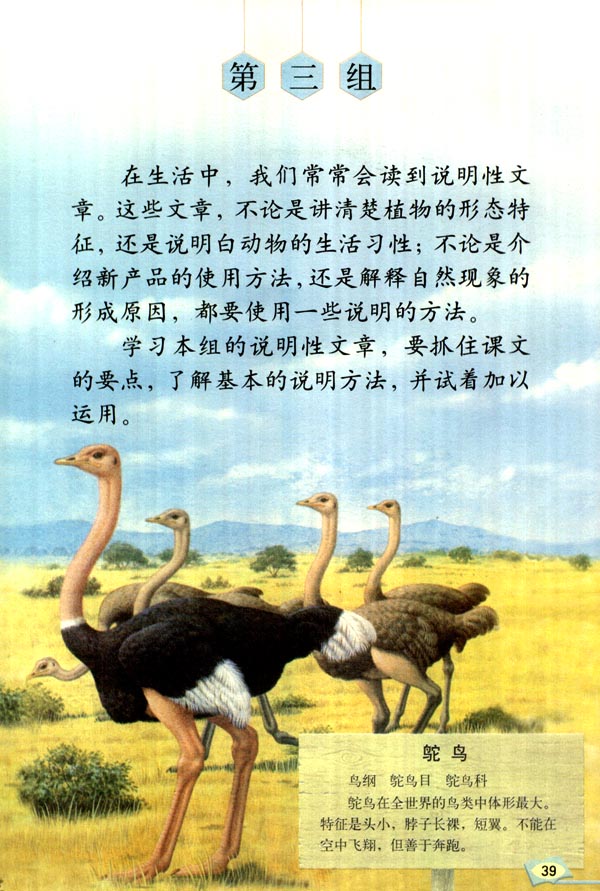 第三组
在生活中，我们常常会读到说明性文
章。这些文章，不论是讲清楚植物的形态特
征，还是说明白动物的生活习性；不论是介
绍新产品的使用方法，还是解释自然现象的
形成原因，都要使用一些说明的方法。
学习本组的说明性文章，要抓住课文
的要点，了解基本的说明方法，并试着加以
运用。
鸵鸟
鸟纲 鸵鸟目 鸵鸟科
鸵鸟在全世界的鸟类中体形最大。
特征是头小，脖子长裸，短翼。不能在
空中飞翔，但善于奔跑。
39